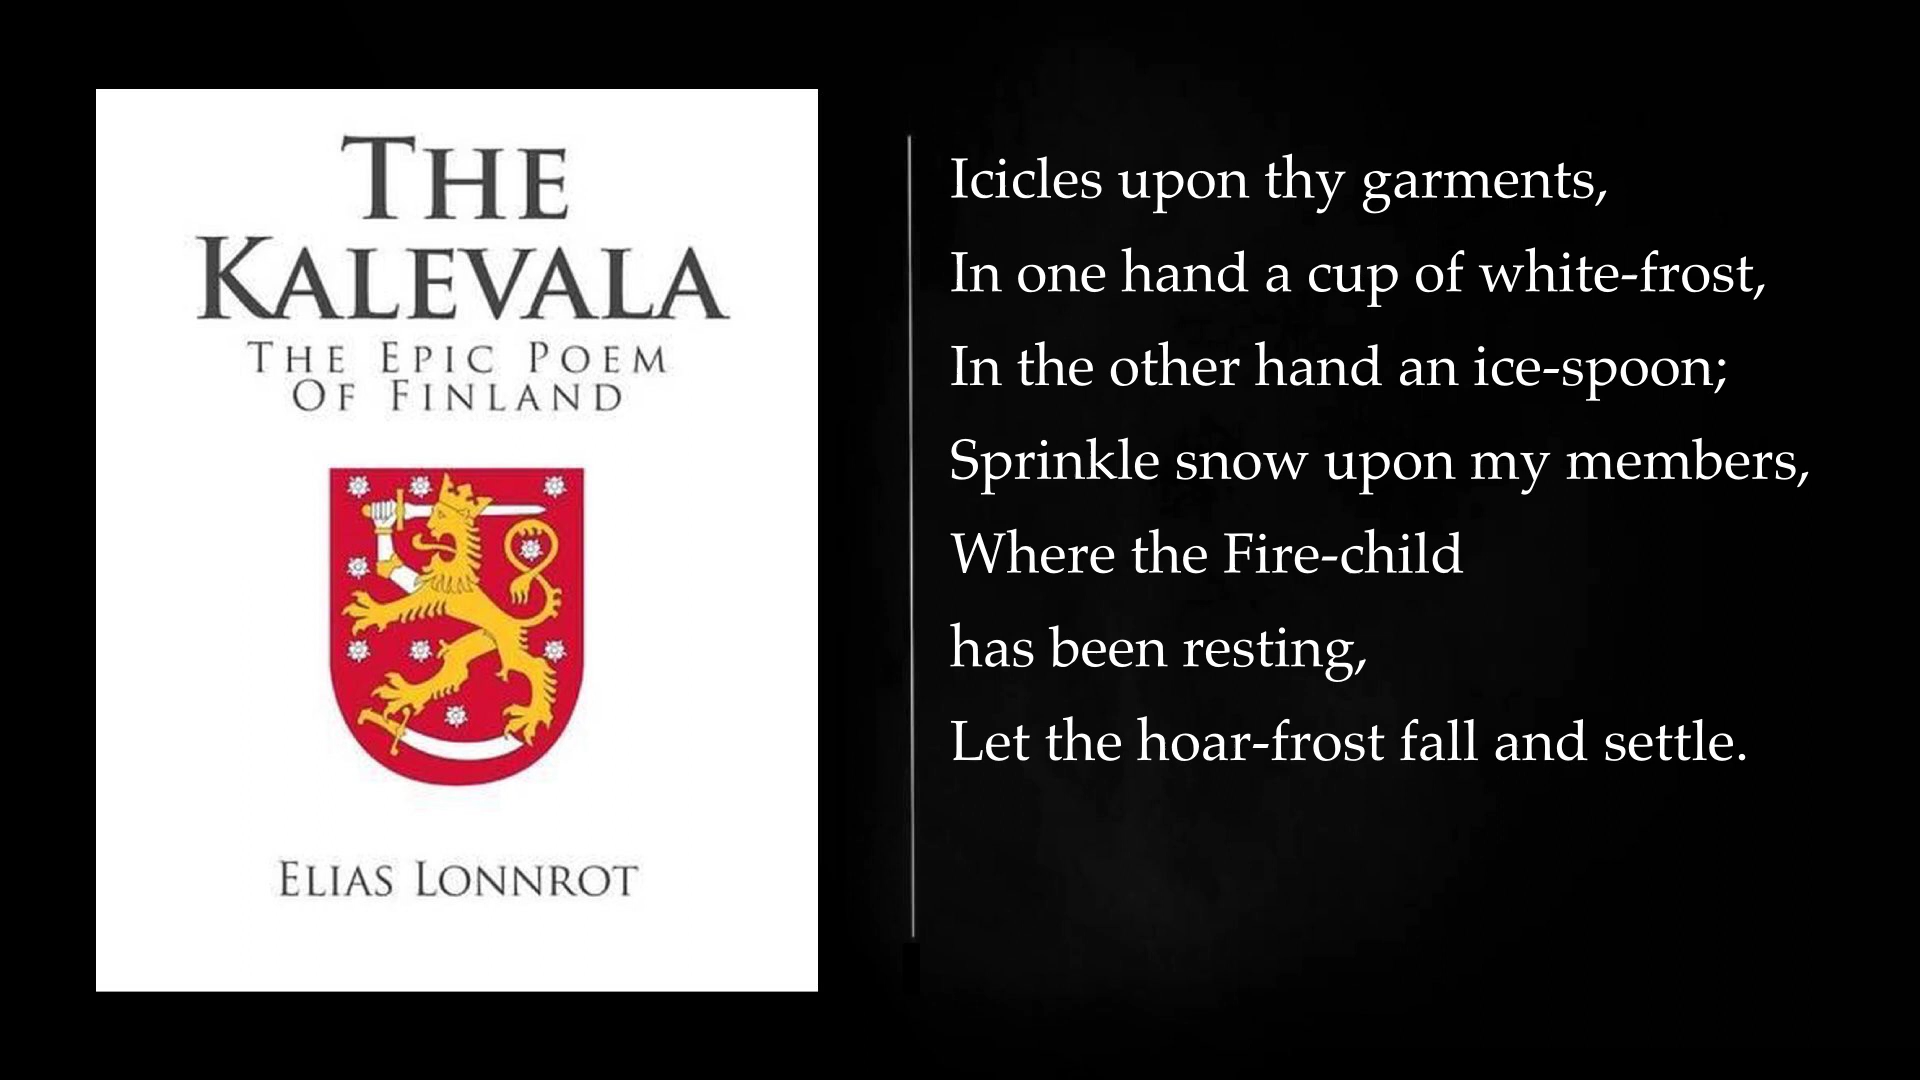 THE
KALEVALA
THE EPIC POEM
OF FINLAND
ELIAS LONNROT
Icicles upon thy garments,
In one hand a cup of white-frost,
In the other hand an ice-spoon;
Sprinkle snow upon my members,
Where the Fire-child
has been resting,
Let the hoar-frost fall and settle.